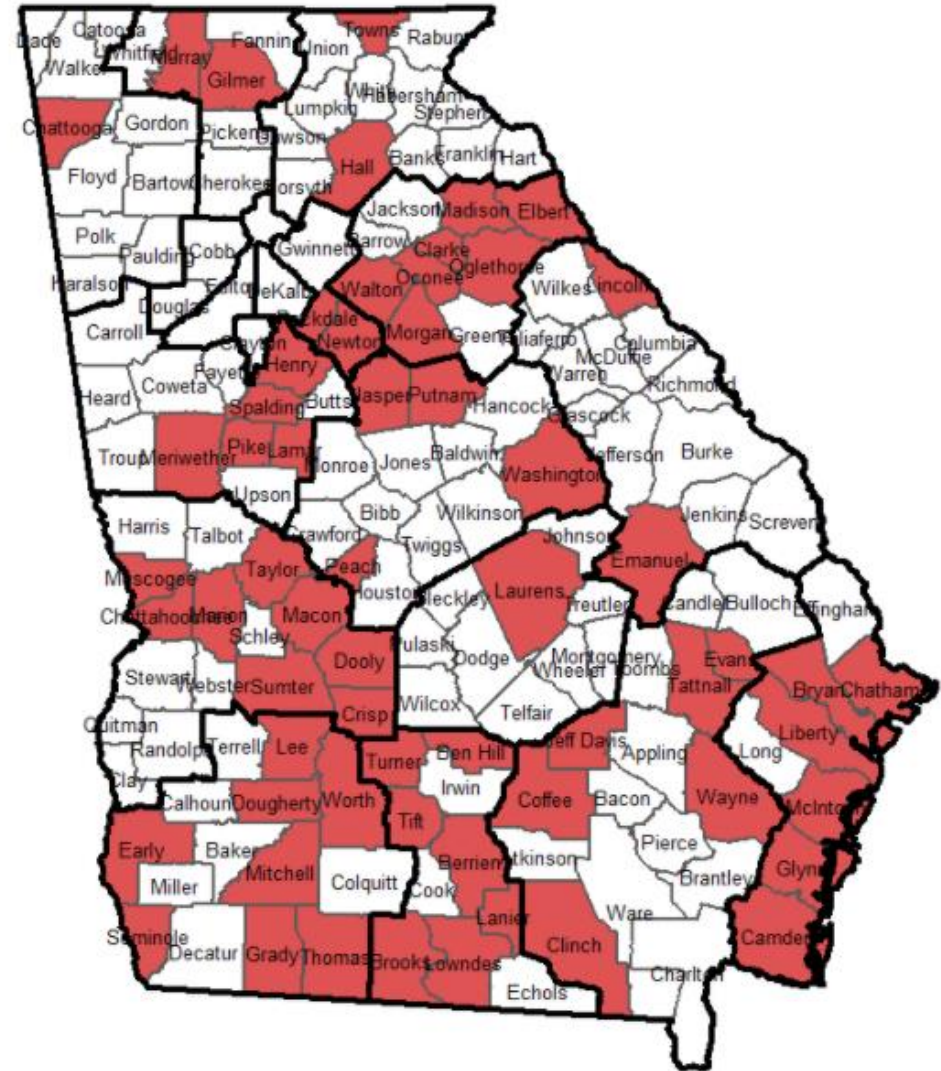 Dade
Catoosa
Whitfield
Walker
Murray
Fannin
Gilmer
Union
Towns
Rabun
Lumpkin
White
Habersham
Stephens
Chattooga
Gordon
Pickens
Dawson
Hall
Banks
Franklin
Hart
Floyd
Bartow
Cherokee
Forsyth
Jackson
Madison
Elbert
Polk
Paulding
Cobb
Gwinnett
Barrow
Clarke
Oconee
Oglethorpe
Haralson
Douglas
Fulton
DeKalb
Walton
Wilkes
Lincoln
Carroll
Clayton
Rockdale
Newton
Morgan
Greene
Taliaferro
McDuffie
Columbia
Warren
Richmond
Heard
Coweta
Fayette
Henry
Spalding
Butts
Jasper
Putnam
Hancock
Glascock
Troup
Meriwether
Pike
Lamar
Monroe
Jones
Baldwin
Washington
Jefferson
Burke
Upson
Bibb
Wilkinson
Jenkins
Screven
Harris
Talbot
Crawford
Twiggs
Johnson
Emanuel
Muscogee
Taylor
Peach
Houston
Bleckley
Laurens
Treutlen
Candler
Bulloch
Effingham
Chattahoochee
Marion
Macon
Schley
Dooly
Pulaski
Dodge
Wheeler
Montgomery
Toombs
Tattnall
Evans
Bryan
Chatham
Stewart
Webster
Sumter
Crisp
Wilcox
Telfair
Liberty
Quitman
Randolph
Terrell
Lee
Turner
Ben Hill
Jeff Davis
Appling
Long
Clay
Calhoun
Dougherty
Worth
Irwin
Tift
Coffee
Bacon
Wayne
McIntosh
Early
Baker
Mitchell
Colquitt
Cook
Berrien
Atkinson
Pierce
Brantley
Glynn
Miller
Lanier
Ware
Seminole
Decatur
Grady
Thomas
Brooks
Lowndes
Echols
Clinch
Charlton
Camden